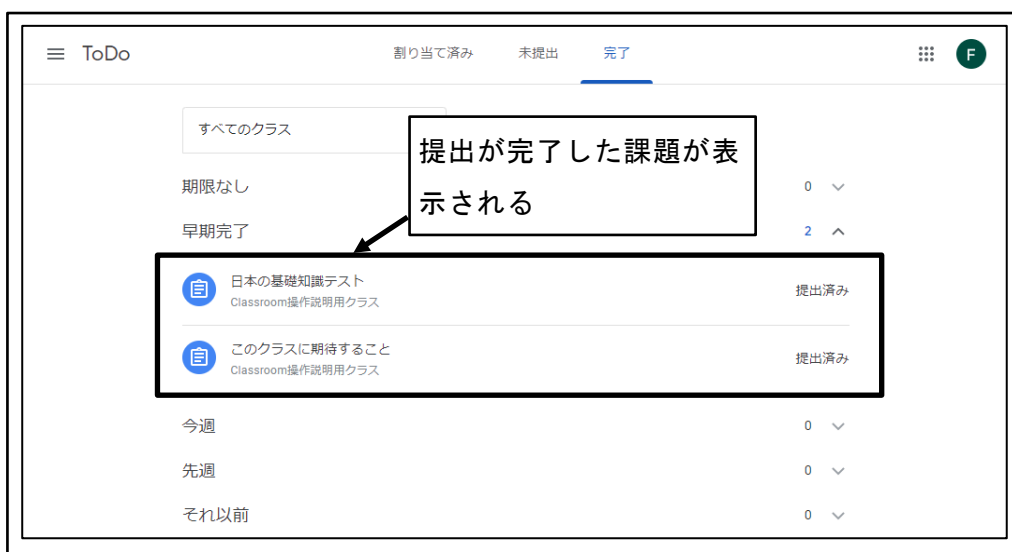 ToDo
割り当て済み 未提出 完了
F
すべてのクラス
提出が完了した課題が表
示される
期限なし 0
早期完了 2
日本の基礎知識テスト
Classroom操作説明用クラス
提出済み
このクラスに期待すること
Classroom操作説明用クラス
提出済み
今週 0
先週 0
それ以前 0